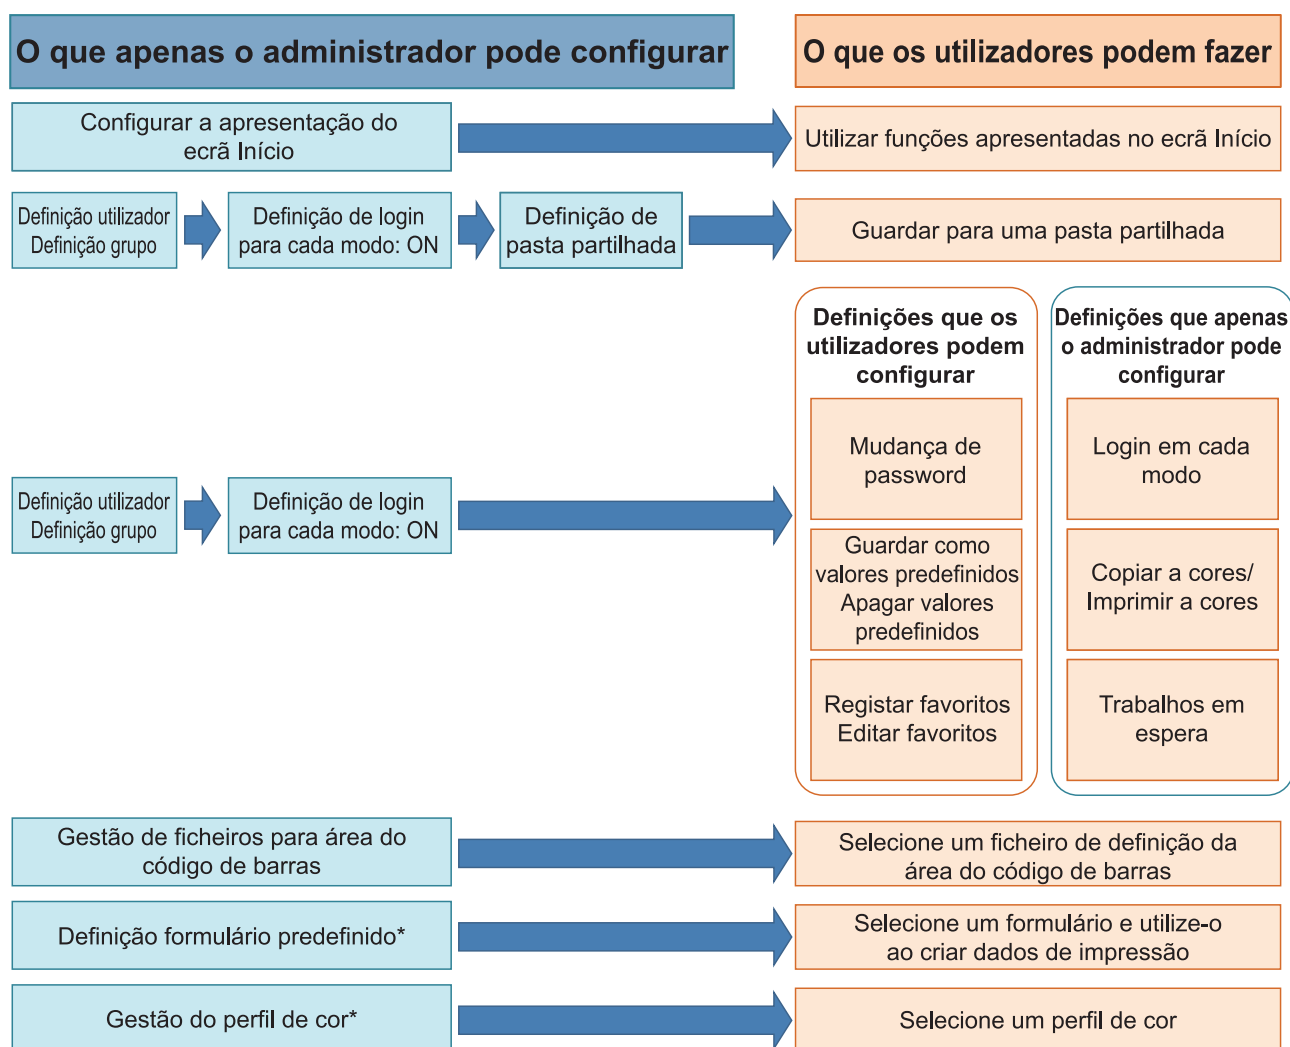 O que apenas o administrador pode configurar
O que os utilizadores podem fazer
Configurar a apresentação do
ecrã Início
Utilizar funções apresentadas no ecrã Início
Definição utilizador
Definição grupo
Definição de login
para cada modo: ON
Definição de
pasta partilhada
Guardar para uma pasta partilhada
Definições que os
utilizadores podem
configurar
Definições que apenas
o administrador pode
configurar
Definição utilizador
Definição grupo
Definição de login
para cada modo: ON
Mudança de
password
Login em cada
modo
Guardar como
valores predefinidos
Apagar valores
predefinidos
Copiar a cores/
Imprimir a cores
Registar favoritos
Editar favoritos
Trabalhos em
espera
Gestão de ficheiros para área do
código de barras
Selecione um ficheiro de definição da
área do código de barras
Definição formulário predefinido*
Selecione um formulário e utilize-o
ao criar dados de impressão
Gestão do perfil de cor*
Selecione um perfil de cor